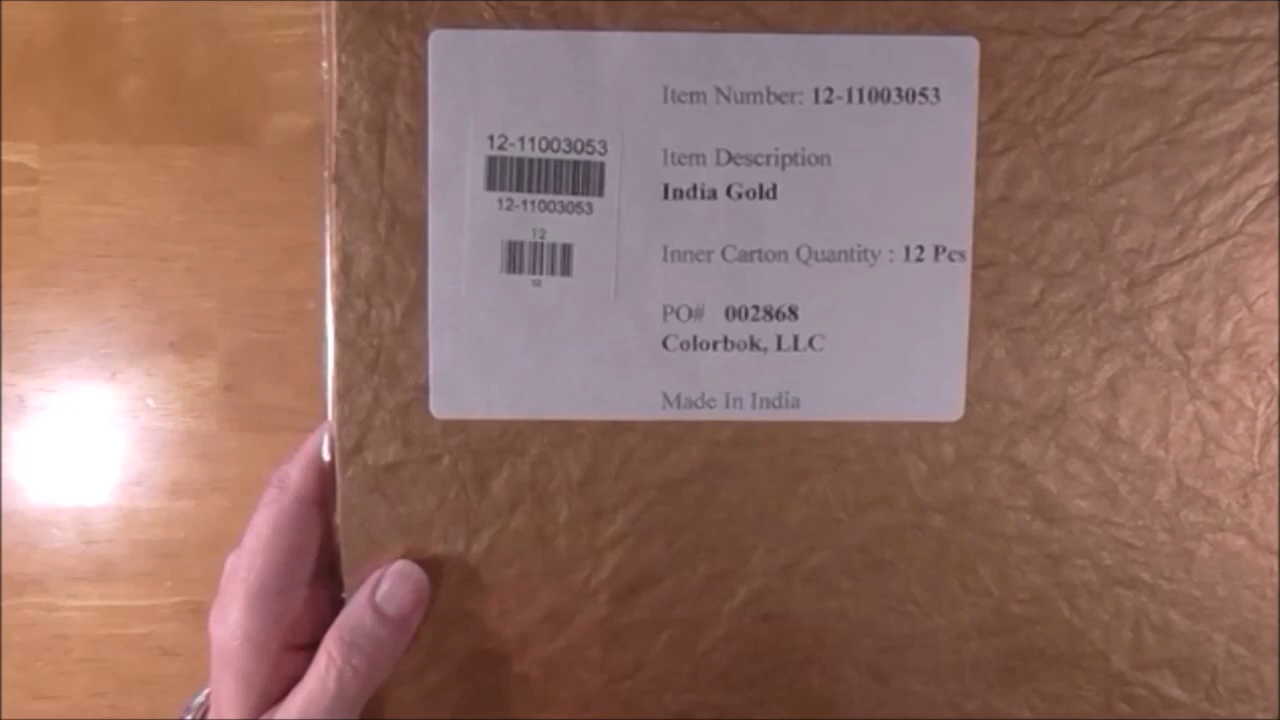 12-11003053
12-11003053
12
12
Item Number: 12-11003053
Item Description
India Gold
Inner Carton Quantity : 12 Pcs
PO# 002868
Colorbok, LLC
Made In India